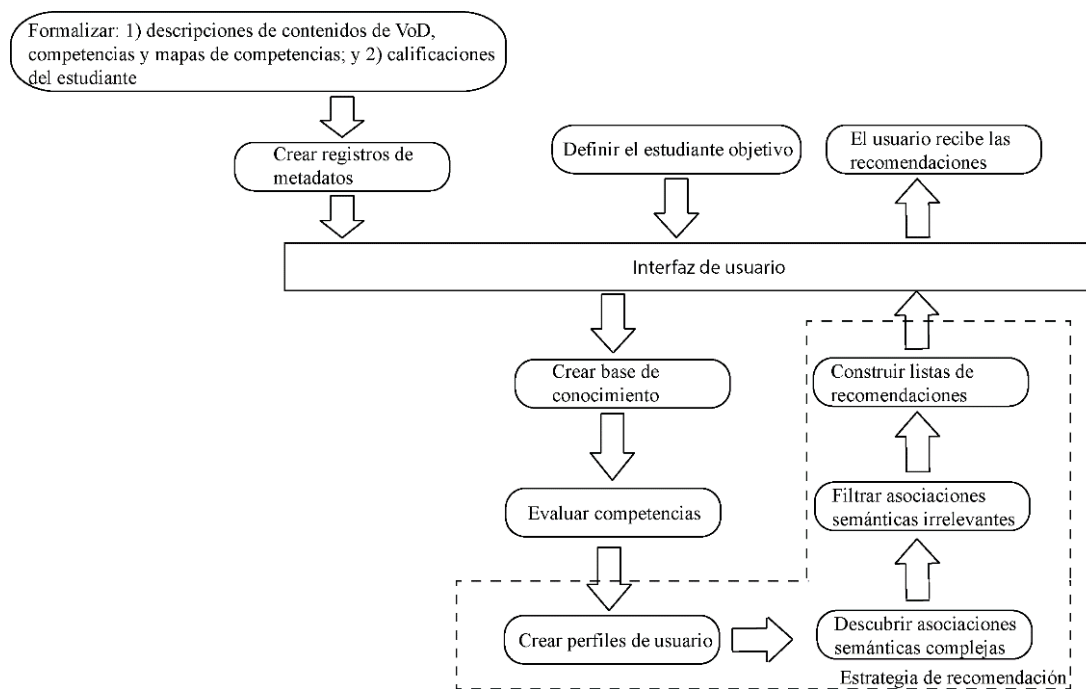 Formalizar: 1) descripciones de contenidos de VoD,
competencias y mapas de competencias; y 2) calificaciones
del estudiante
Crear registros de
metadatos
Definir el estudiante objetivo
El usuario recibe las
recomendaciones
Interfaz de usuario
Crear base de
conocimiento
Construir listas de
recomendaciones
Evaluar competencias
Filtrar asociaciones
semánticas irrelevantes
Crear perfiles de usuario
Descubrir asociaciones
semánticas complejas
Estrategia de recomendación